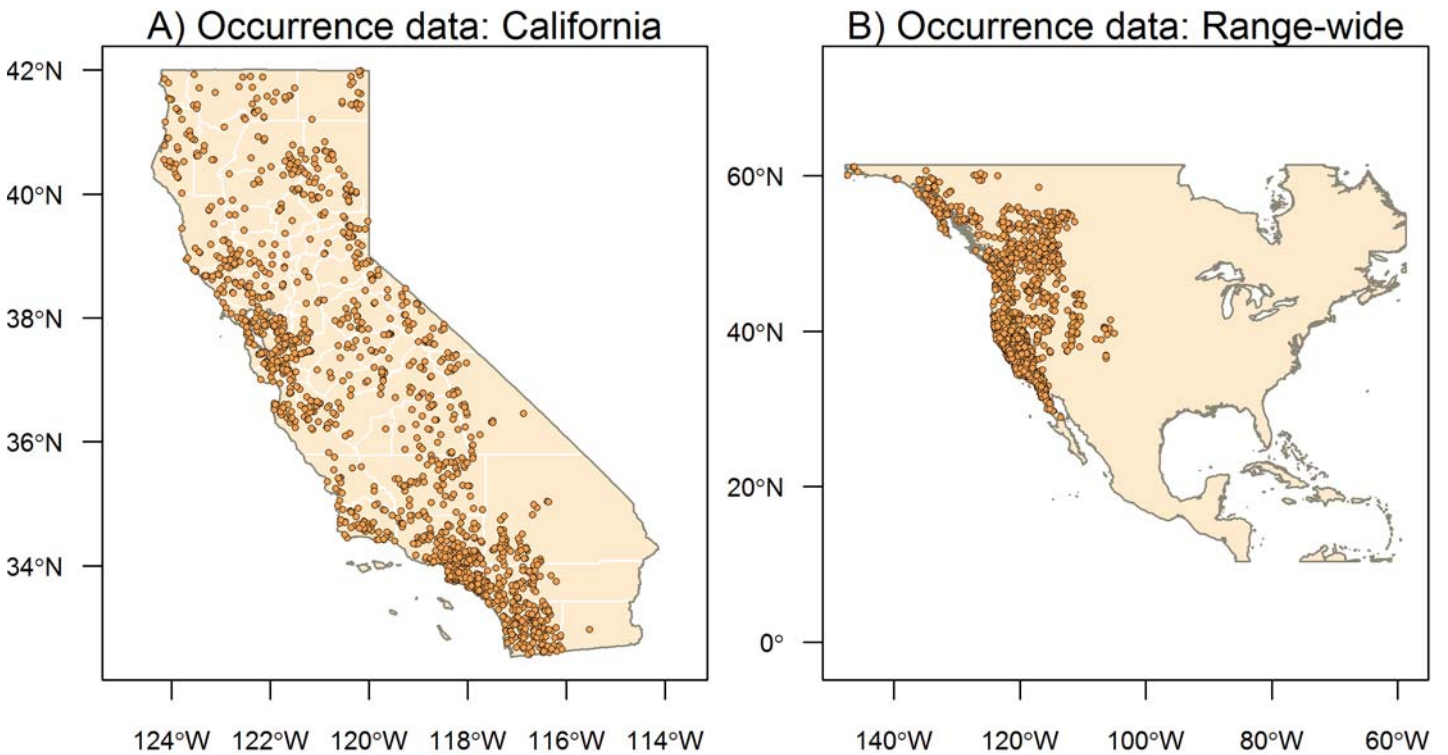 A) Occurrence data: California
42°N
40°N
38°N
36°N
34°N
124°W 122°W 120°W 118°W 116°W 114°W
B) Occurrence data: Range-wide
60°N
40°N
20°N
0°
140°W 120°W 100°W 80°W 60°W